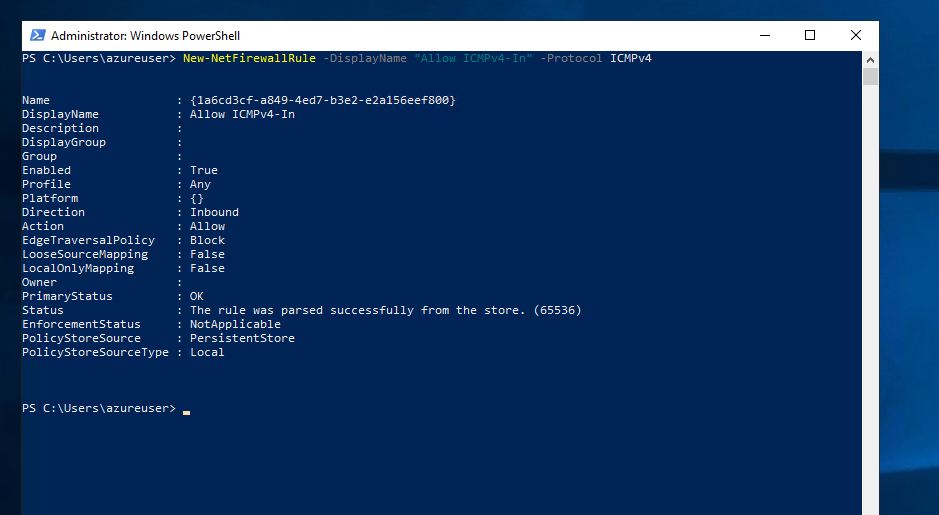 Administrator: Windows PowerShell
PS C:\Users\azureuser> New-NetFirewallRule -DisplayName "Allow ICMPv4-In" -Protocol ICMPv4
Name : {1a6cd3cf-a849-4ed7-b3e2-e2a156eef800}
DisplayName : Allow ICMPv4-In
Description :
DisplayGroup :
Group :
Enabled : True
Profile : Any
Platform : {}
Direction : Inbound
Action : Allow
EdgeTraversalPolicy : Block
LooseSourceMapping : False
LocalOnlyMapping : False
Owner :
PrimaryStatus : OK
Status : The rule was parsed successfully from the store. (65536)
EnforcementStatus : NotApplicable
PolicyStoreSource : PersistentStore
PolicyStoreSourceType : Local
PS C:\Users\azureuser>